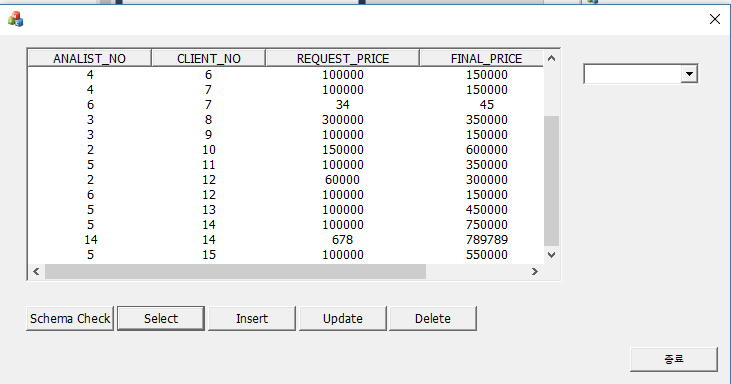 ANALIST_NO CLIENT_NO REQUEST_PRICE FINAL_PRICE
4 6 100000 150000
4 7 100000 150000
6 7 34 45
3 8 300000 350000
3 9 100000 150000
2 10 150000 600000
5 11 100000 350000
2 12 60000 300000
6 12 100000 150000
5 13 100000 450000
5 14 100000 750000
14 14 678 789789
5 15 100000 550000
Schema Check Select Insert Update Delete
종료